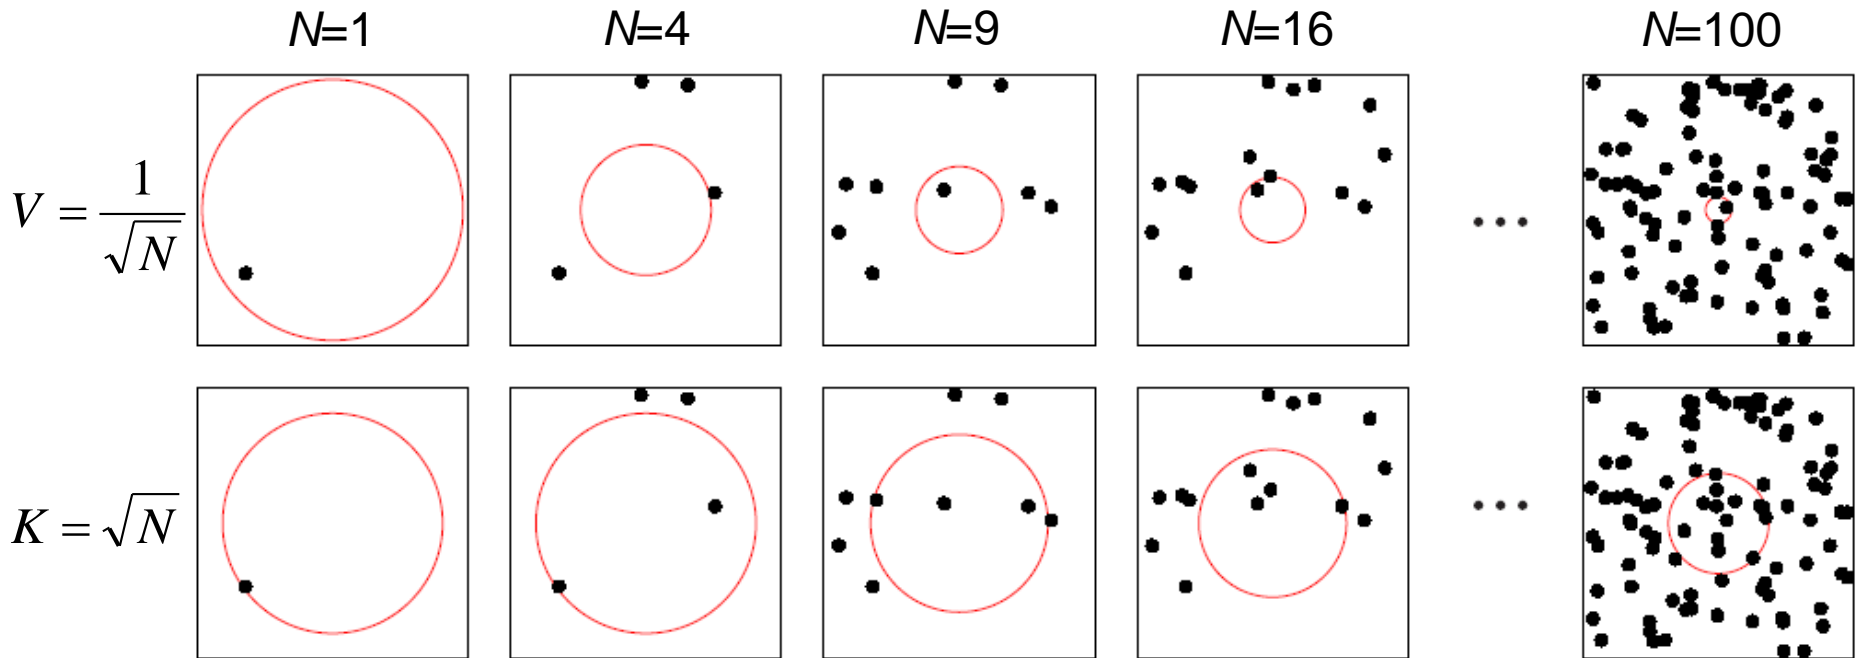 N=1 N=4 N=9 N=16 N=100
V = 1/√N
...
K = √N
...